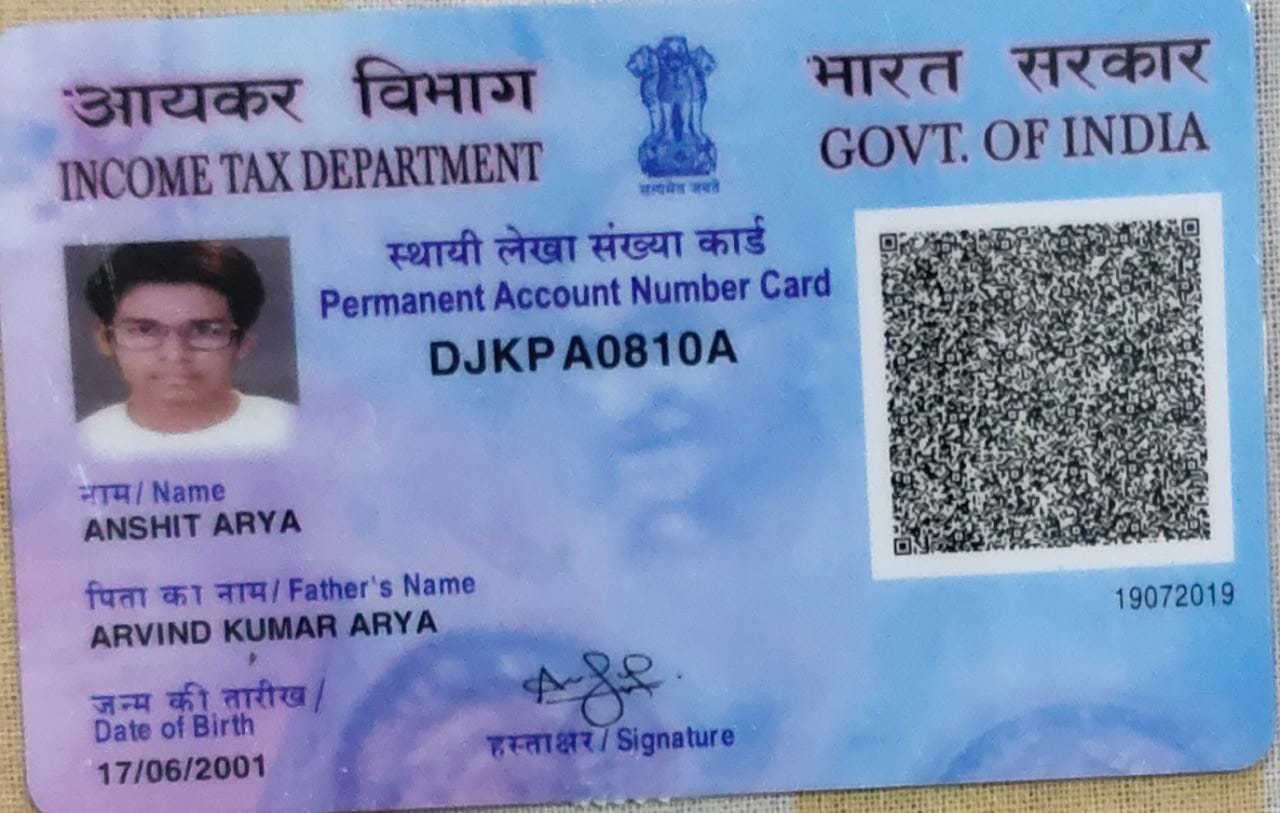 आयकर विभाग
INCOME TAX DEPARTMENT
सत्यमेव जयते
भारत सरकार
GOVT. OF INDIA
स्थायी लेखा संख्या कार्ड
Permanent Account Number Card
DJKPA0810A
नाम / Name
ANSHIT ARYA
पिता का नाम / Father's Name
ARVIND KUMAR ARYA
जन्म की तारीख /
Date of Birth
17/06/2001
हस्ताक्षर / Signature
19072019